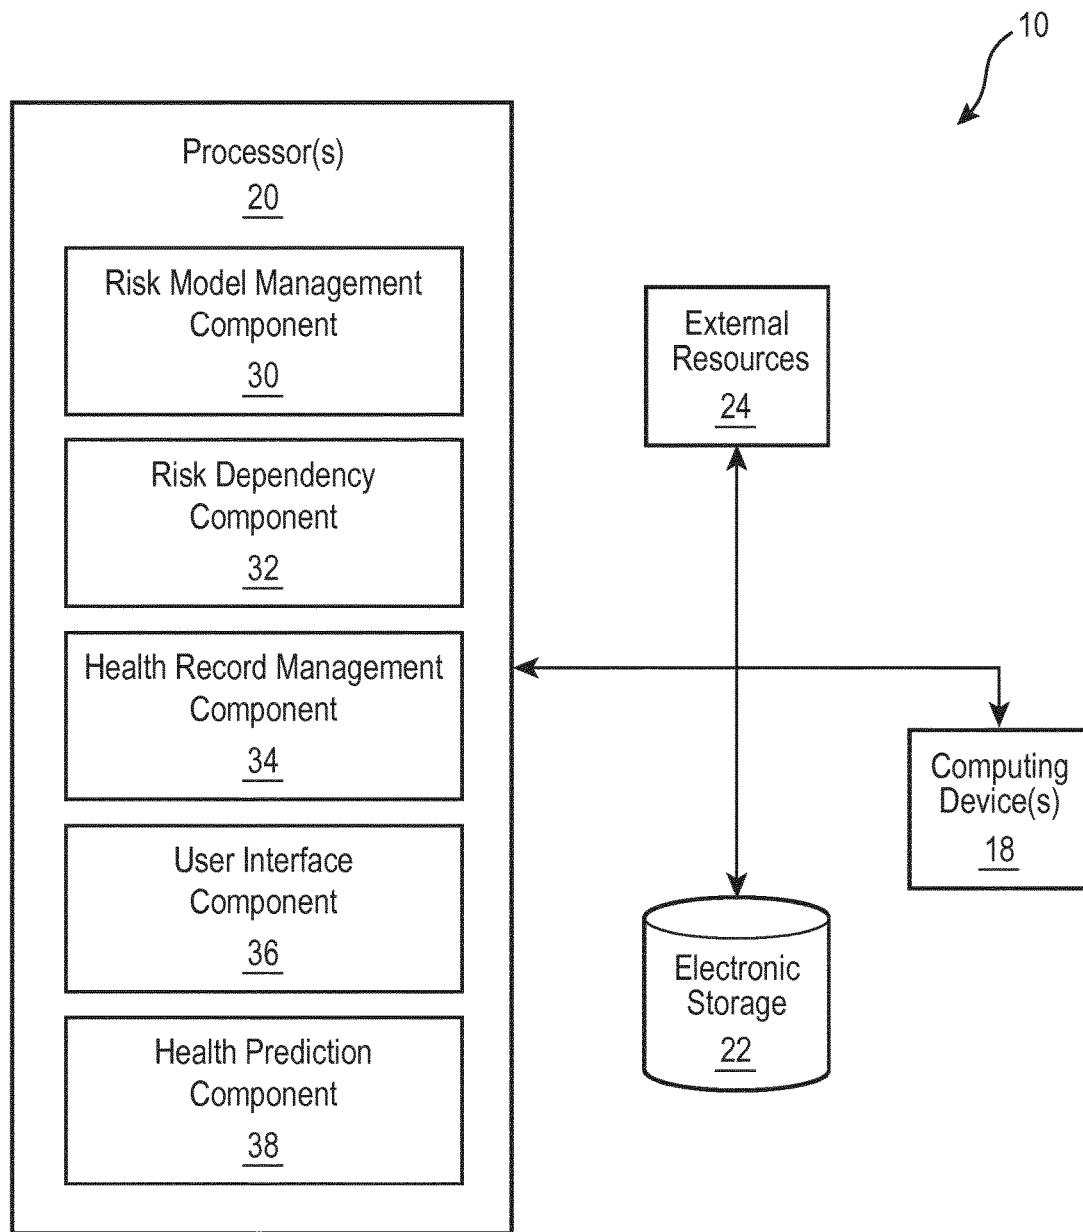 10
Processor(s)
20
Risk Model Management
Component
30
Risk Dependency
Component
32
Health Record Management
Component
34
User Interface
Component
36
Health Prediction
Component
38
External
Resources
24
Computing
Device(s)
18
Electronic
Storage
22